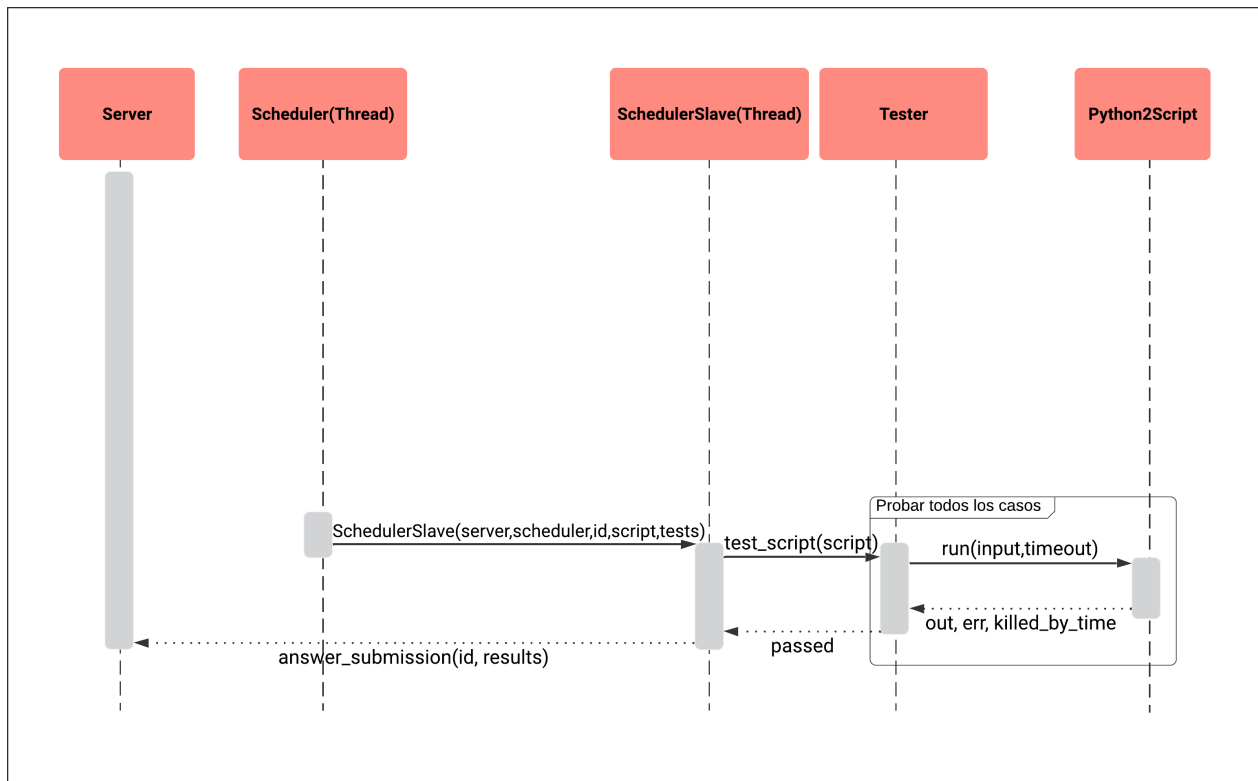 Server
Scheduler(Thread)
SchedulerSlave(Thread)
Tester
Python2Script
Probar todos los casos
SchedulerSlave(server,scheduler,id,script,tests)
test_script(script)
run(input,timeout)
out, err, killed_by_time
passed
answer_submission(id, results)